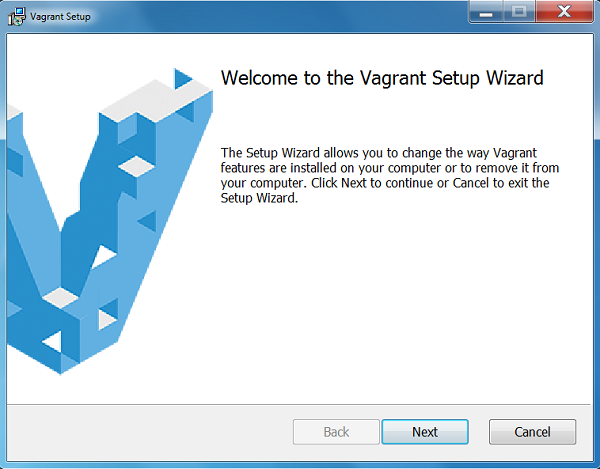 Vagrant Setup
Welcome to the Vagrant Setup Wizard
The Setup Wizard allows you to change the way Vagrant
features are installed on your computer or to remove it from
your computer. Click Next to continue or Cancel to exit the
Setup Wizard.
Back
Next
Cancel